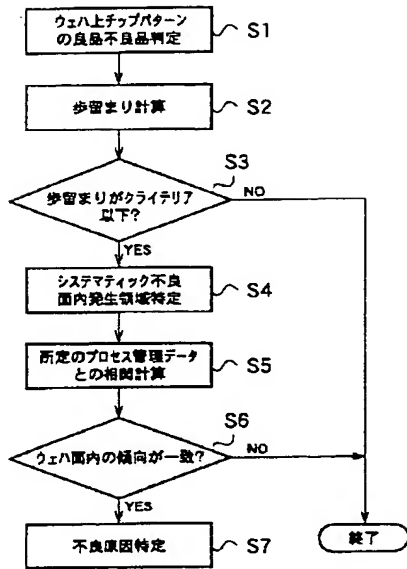 ウェハ上チップパターン
の良品不良品判定
S1
歩留まり計算
S2
S3
歩留まりがクライテリア
以下?
NO
YES
システマティック不良
面内発生領域特定
S4
所定のプロセス管理データ
との相関計算
S5
S6
ウェハ面内の傾向が一致?
NO
YES
不良原因特定
S7
終了